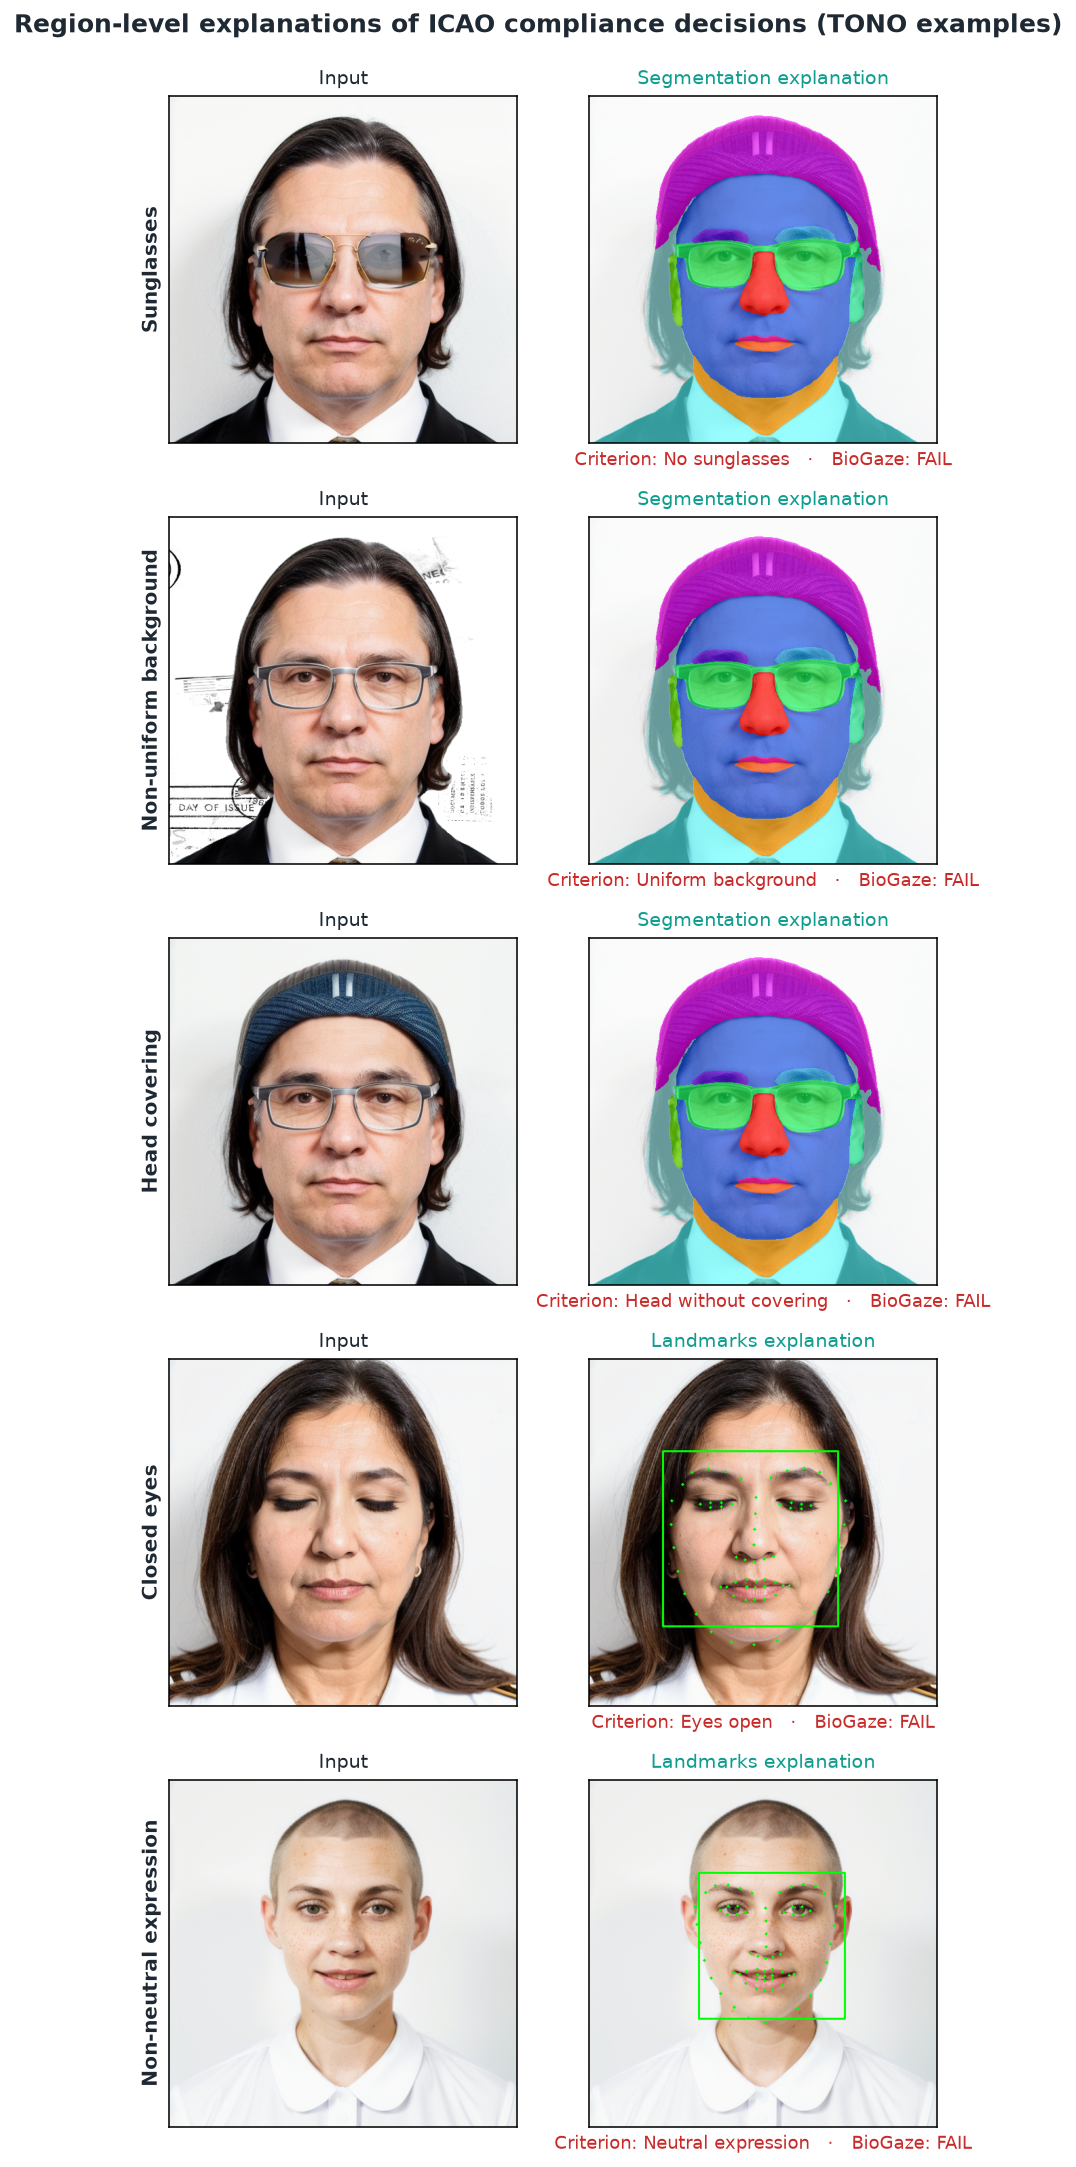 Region-level explanations of ICAO compliance decisions (TONO examples)
Input
Segmentation explanation
Sunglasses
Criterion: No sunglasses · BioGaze: FAIL
Input
Segmentation explanation
Non-uniform background
DAY OF ISSUE
Criterion: Uniform background · BioGaze: FAIL
Input
Segmentation explanation
Head covering
Criterion: Head without covering · BioGaze: FAIL
Input
Landmarks explanation
Closed eyes
Criterion: Eyes open · BioGaze: FAIL
Input
Landmarks explanation
Non-neutral expression
Criterion: Neutral expression · BioGaze: FAIL